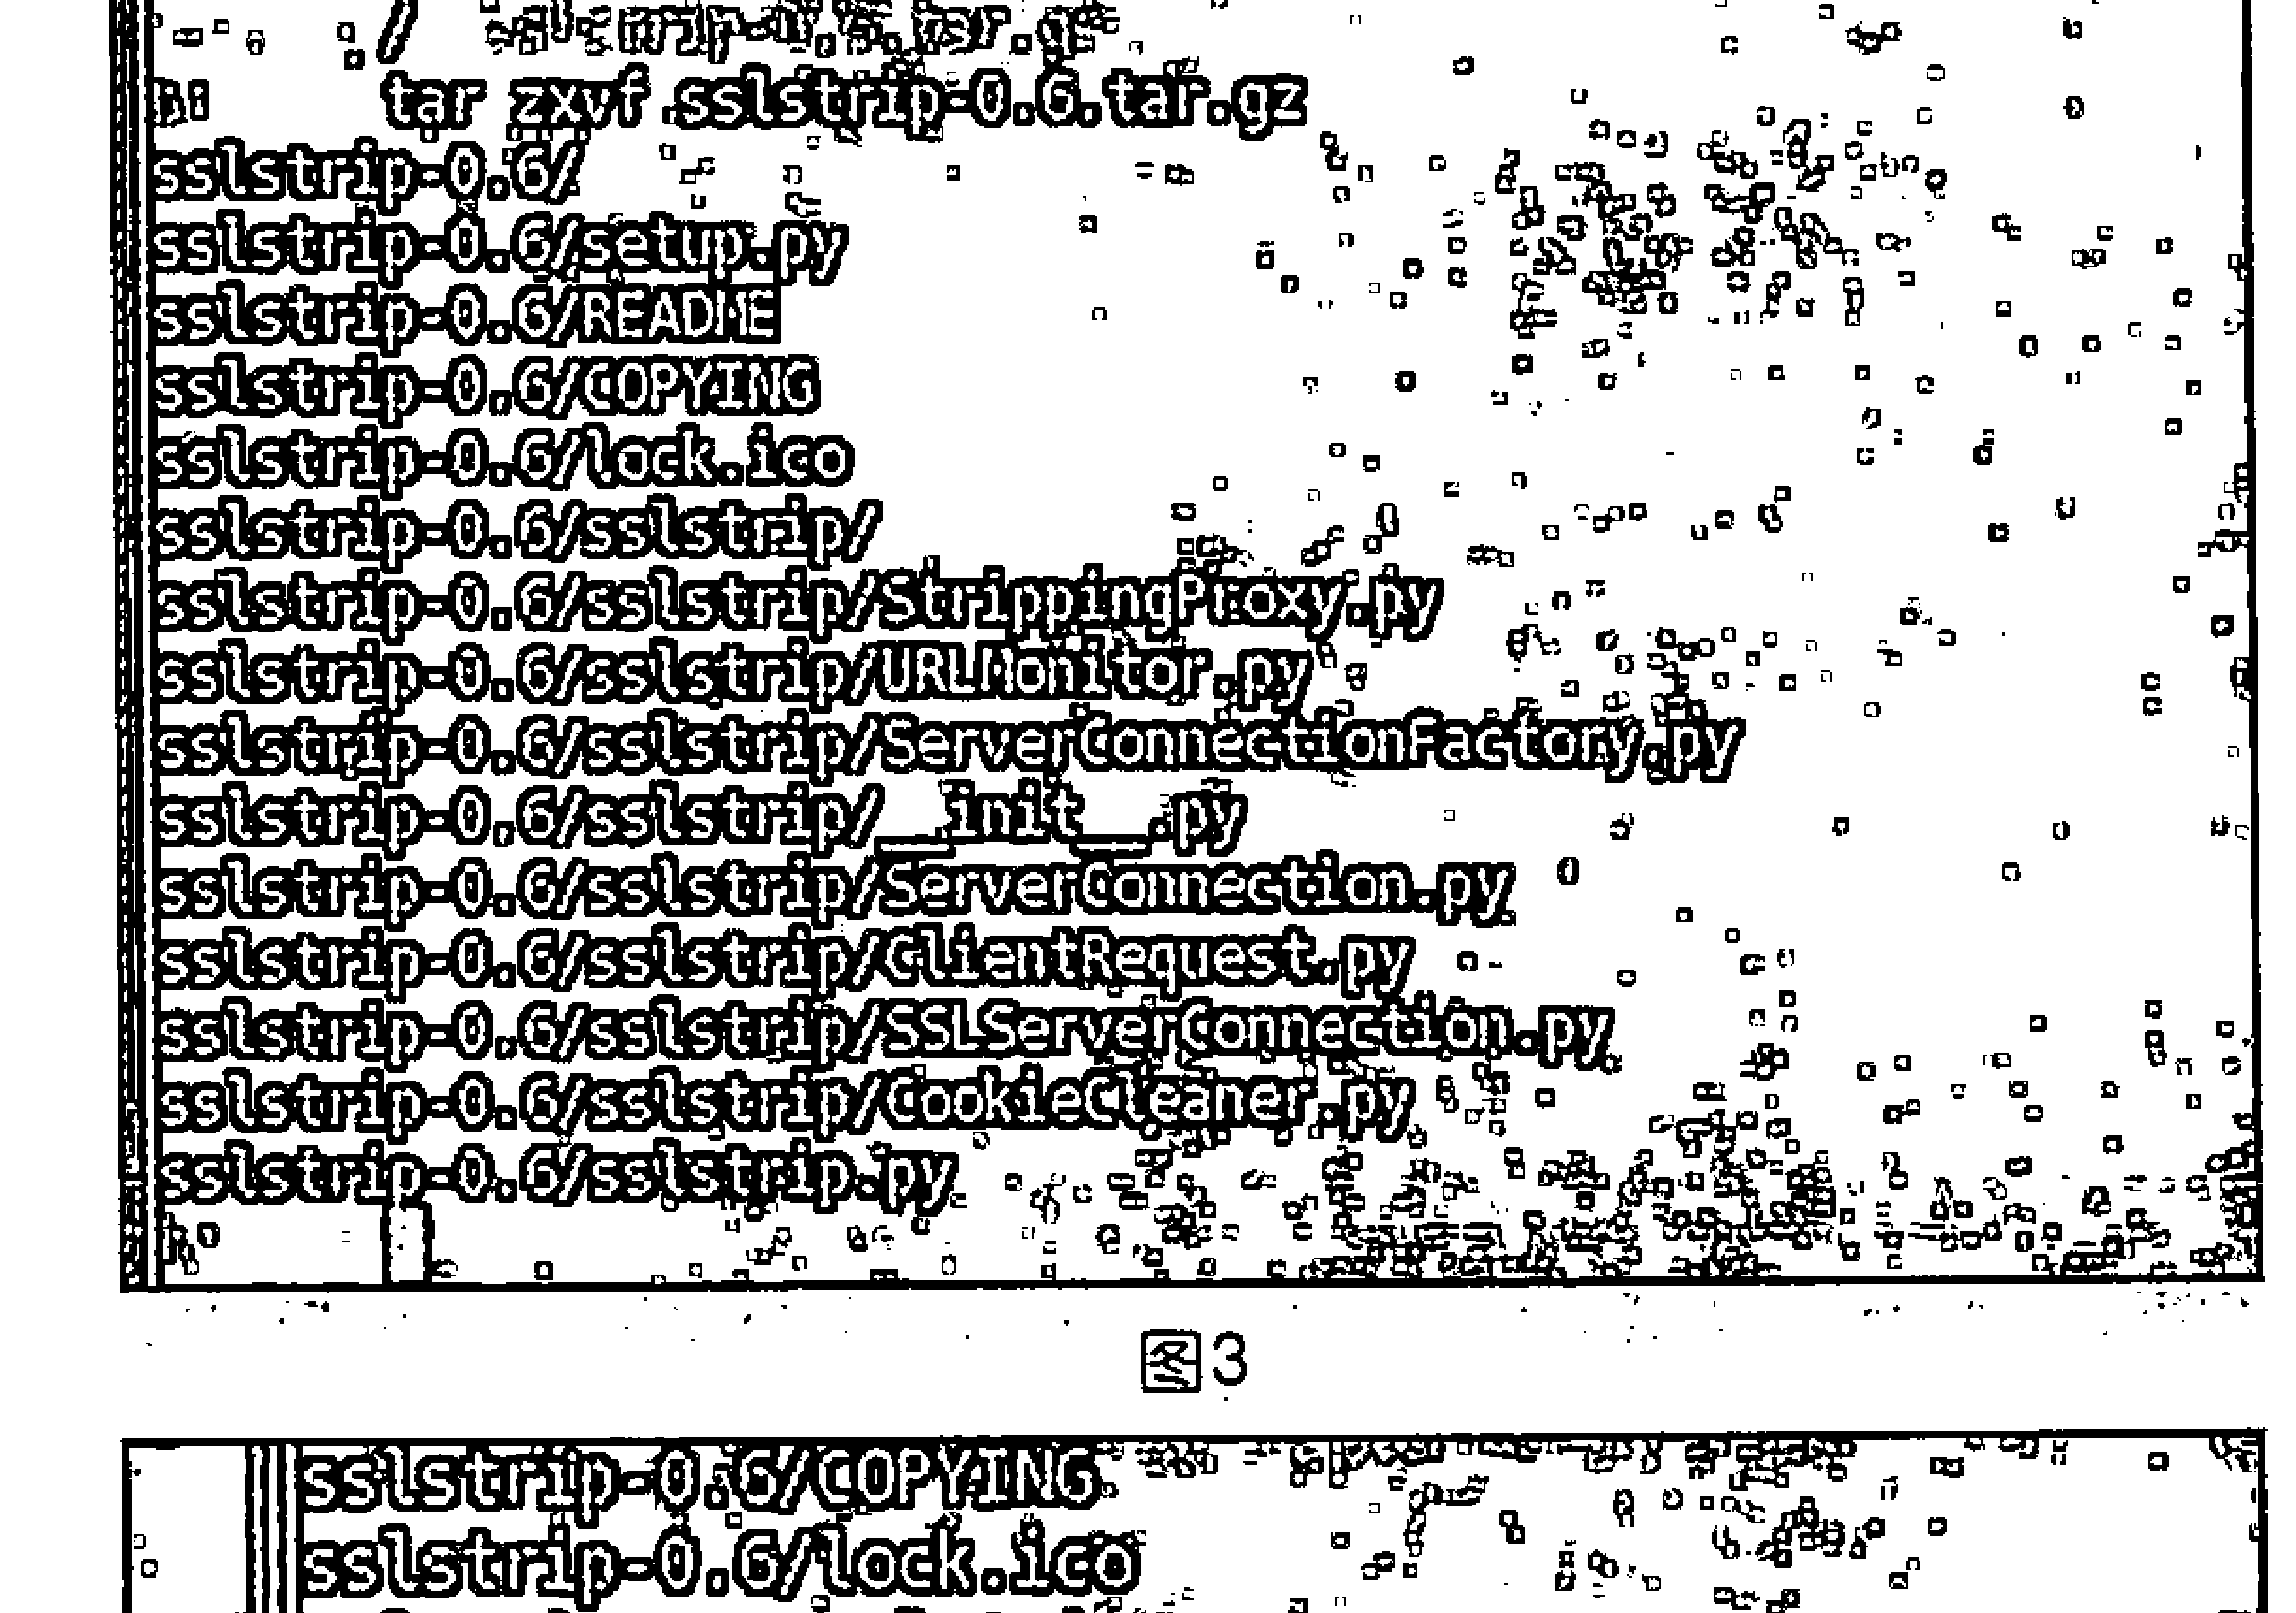 tar zxvf sslstrip-0.6.tar.gz
sslstrip-0.6/
sslstrip-0.6/setup.py
sslstrip-0.6/README
sslstrip-0.6/COPYING
sslstrip-0.6/lock.ico
sslstrip-0.6/sslstrip/
sslstrip-0.6/sslstrip/StrippingProxy.py
sslstrip-0.6/sslstrip/URLMonitor.py
sslstrip-0.6/sslstrip/ServerConnectionFactory.py
sslstrip-0.6/sslstrip/__init__.py
sslstrip-0.6/sslstrip/ServerConnection.py
sslstrip-0.6/sslstrip/ClientRequest.py
sslstrip-0.6/sslstrip/SSLServerConnection.py
sslstrip-0.6/sslstrip/CookieCleaner.py
sslstrip-0.6/sslstrip.py
图3
sslstrip-0.6/COPYING
sslstrip-0.6/lock.ico